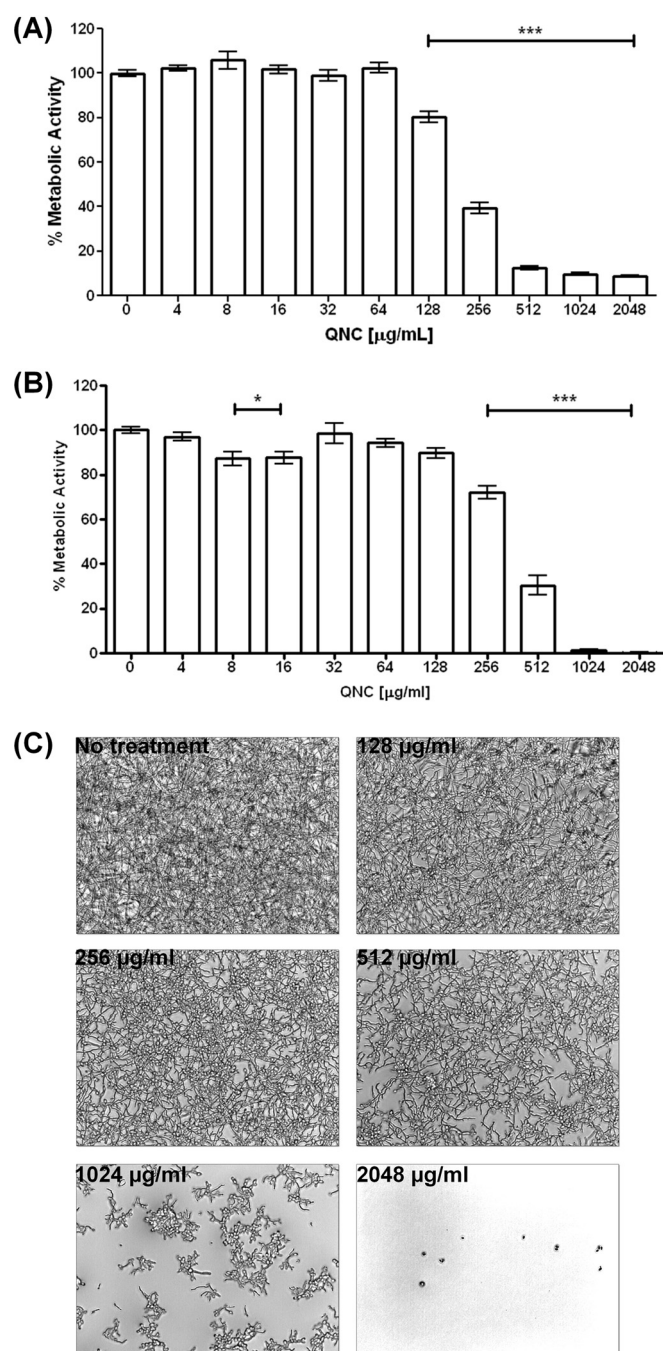 (A)
120
***
100
80
60
40
20
0
% Metabolic Activity
0 4 8 16 32 64 128 256 512 1024 2048
QNC [µg/mL]
(B)
120
*
***
100
80
60
40
20
0
% Metabolic Activity
0 4 8 16 32 64 128 256 512 1024 2048
QNC [µg/ml]
(C)
No treatment
128 µg/ml
256 µg/ml
512 µg/ml
1024 µg/ml
2048 µg/ml